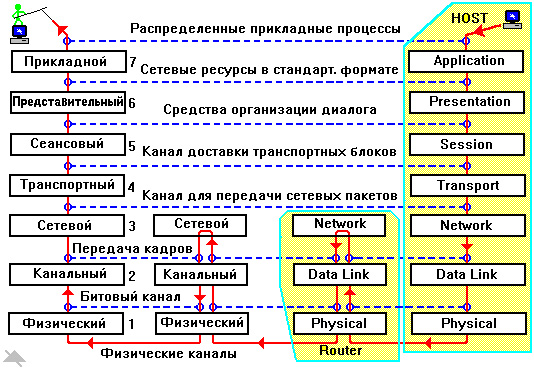 HOST
Распределенные прикладные процессы
Прикладной 7 Application
Сетевые ресурсы в стандарт. формате
Представительный 6 Presentation
Средства организации диалога
Сеансовый 5 Session
Канал доставки транспортных блоков
Транспортный 4 Transport
Канал для передачи сетевых пакетов
Сетевой 3 Сетевой Network Network
Передача кадров
Канальный 2 Канальный Data Link Data Link
Битовый канал
Физический 1 Физический Physical Physical
Физические каналы Router